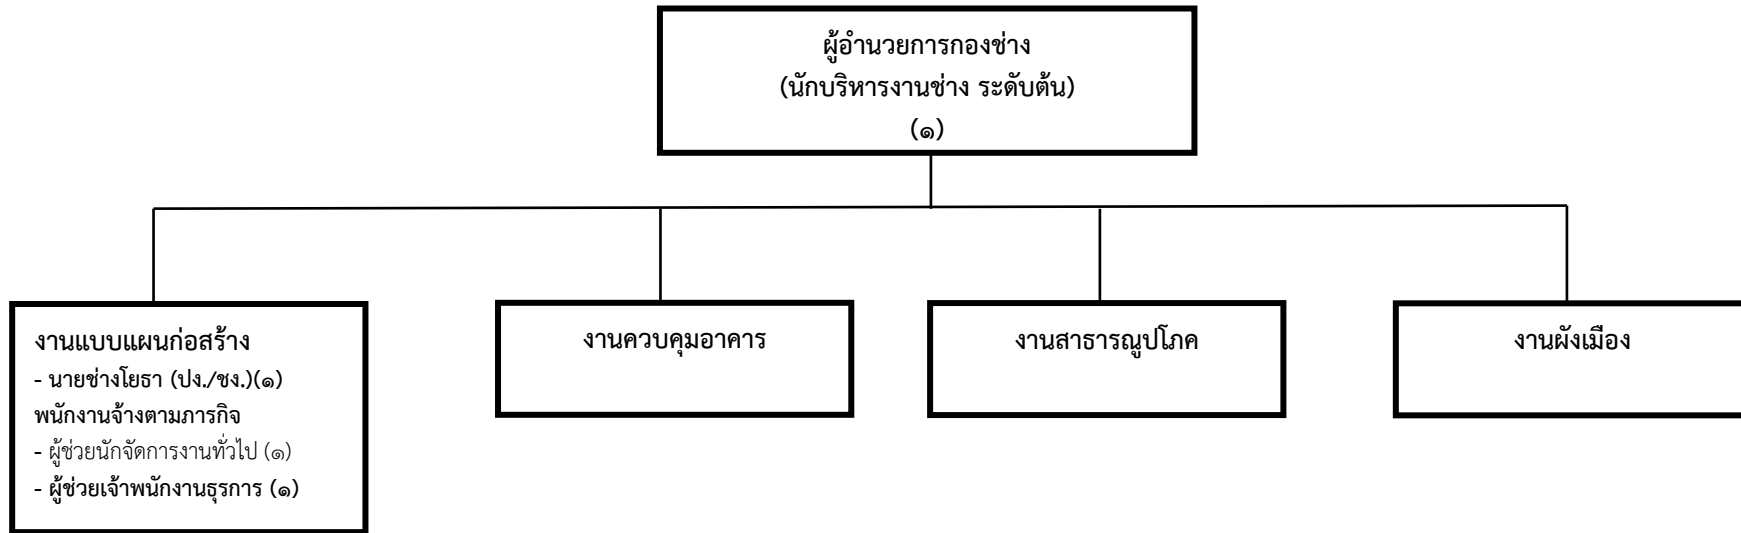 ผู้อำนวยการกองช่าง
(นักบริหารงานช่าง ระดับต้น)
(๑)
งานแบบแผนก่อสร้าง
- นายช่างโยธา (ปง./ชง.)(๑)
พนักงานจ้างตามภารกิจ
- ผู้ช่วยนักจัดการงานทั่วไป (๑)
- ผู้ช่วยเจ้าพนักงานธุรการ (๑)
งานควบคุมอาคาร
งานสาธารณูปโภค
งานผังเมือง